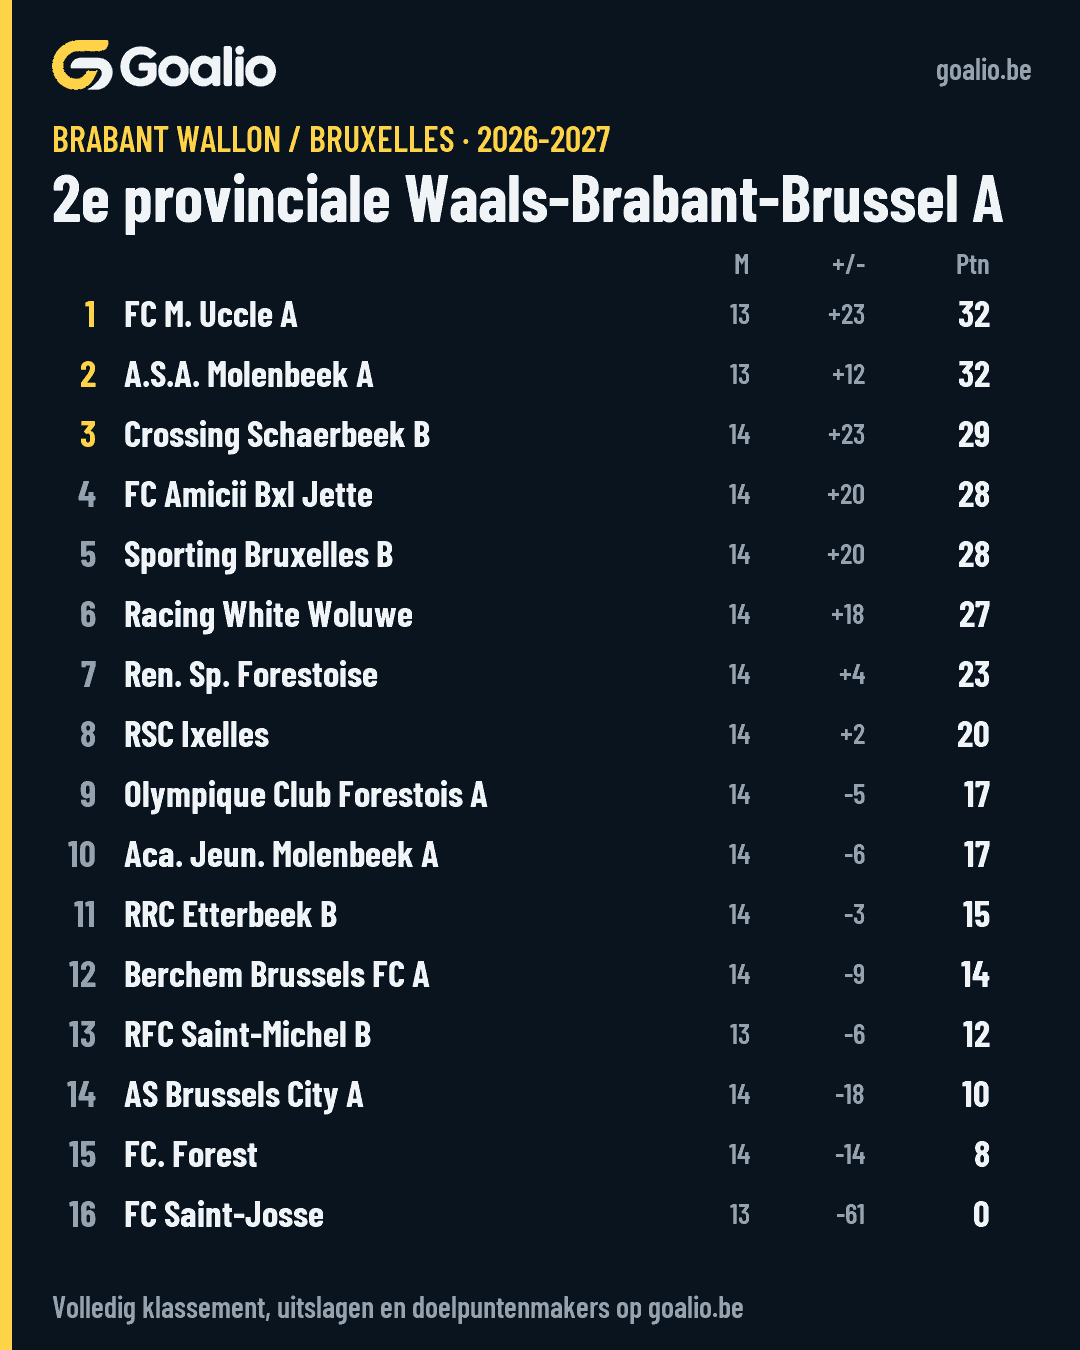 Goalio
goalio.be
BRABANT WALLON / BRUXELLES · 2026-2027
2e provinciale Waals-Brabant-Brussel A
M +/- Ptn
1 FC M. Uccle A 13 +23 32
2 A.S.A. Molenbeek A 13 +12 32
3 Crossing Schaerbeek B 14 +23 29
4 FC Amicii Bxl Jette 14 +20 28
5 Sporting Bruxelles B 14 +20 28
6 Racing White Woluwe 14 +18 27
7 Ren. Sp. Forestoise 14 +4 23
8 RSC Ixelles 14 +2 20
9 Olympique Club Forestois A 14 -5 17
10 Aca. Jeun. Molenbeek A 14 -6 17
11 RRC Etterbeek B 14 -3 15
12 Berchem Brussels FC A 14 -9 14
13 RFC Saint-Michel B 13 -6 12
14 AS Brussels City A 14 -18 10
15 FC. Forest 14 -14 8
16 FC Saint-Josse 13 -61 0
Volledig klassement, uitslagen en doelpuntenmakers op goalio.be